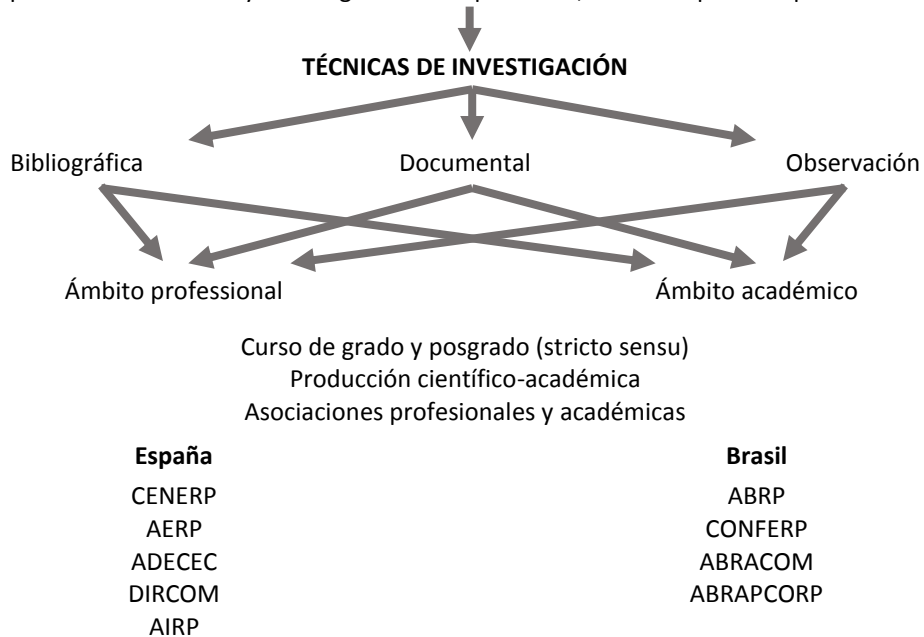 TÉCNICAS DE INVESTIGACIÓN
Bibliográfica Documental Observación
Ámbito professional Ámbito académico
Curso de grado y posgrado (stricto sensu)
Producción científico-académica
Asociaciones profesionales y académicas
España Brasil
CENERP ABRP
AERP CONFERP
ADECEC ABRACOM
DIRCOM ABRAPCORP
AIRP